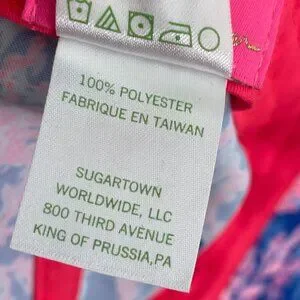 100% POLYESTER
FABRIQUE EN TAIWAN
SUGARTOWN
WORLDWIDE, LLC
800 THIRD AVENUE
KING OF PRUSSIA,PA